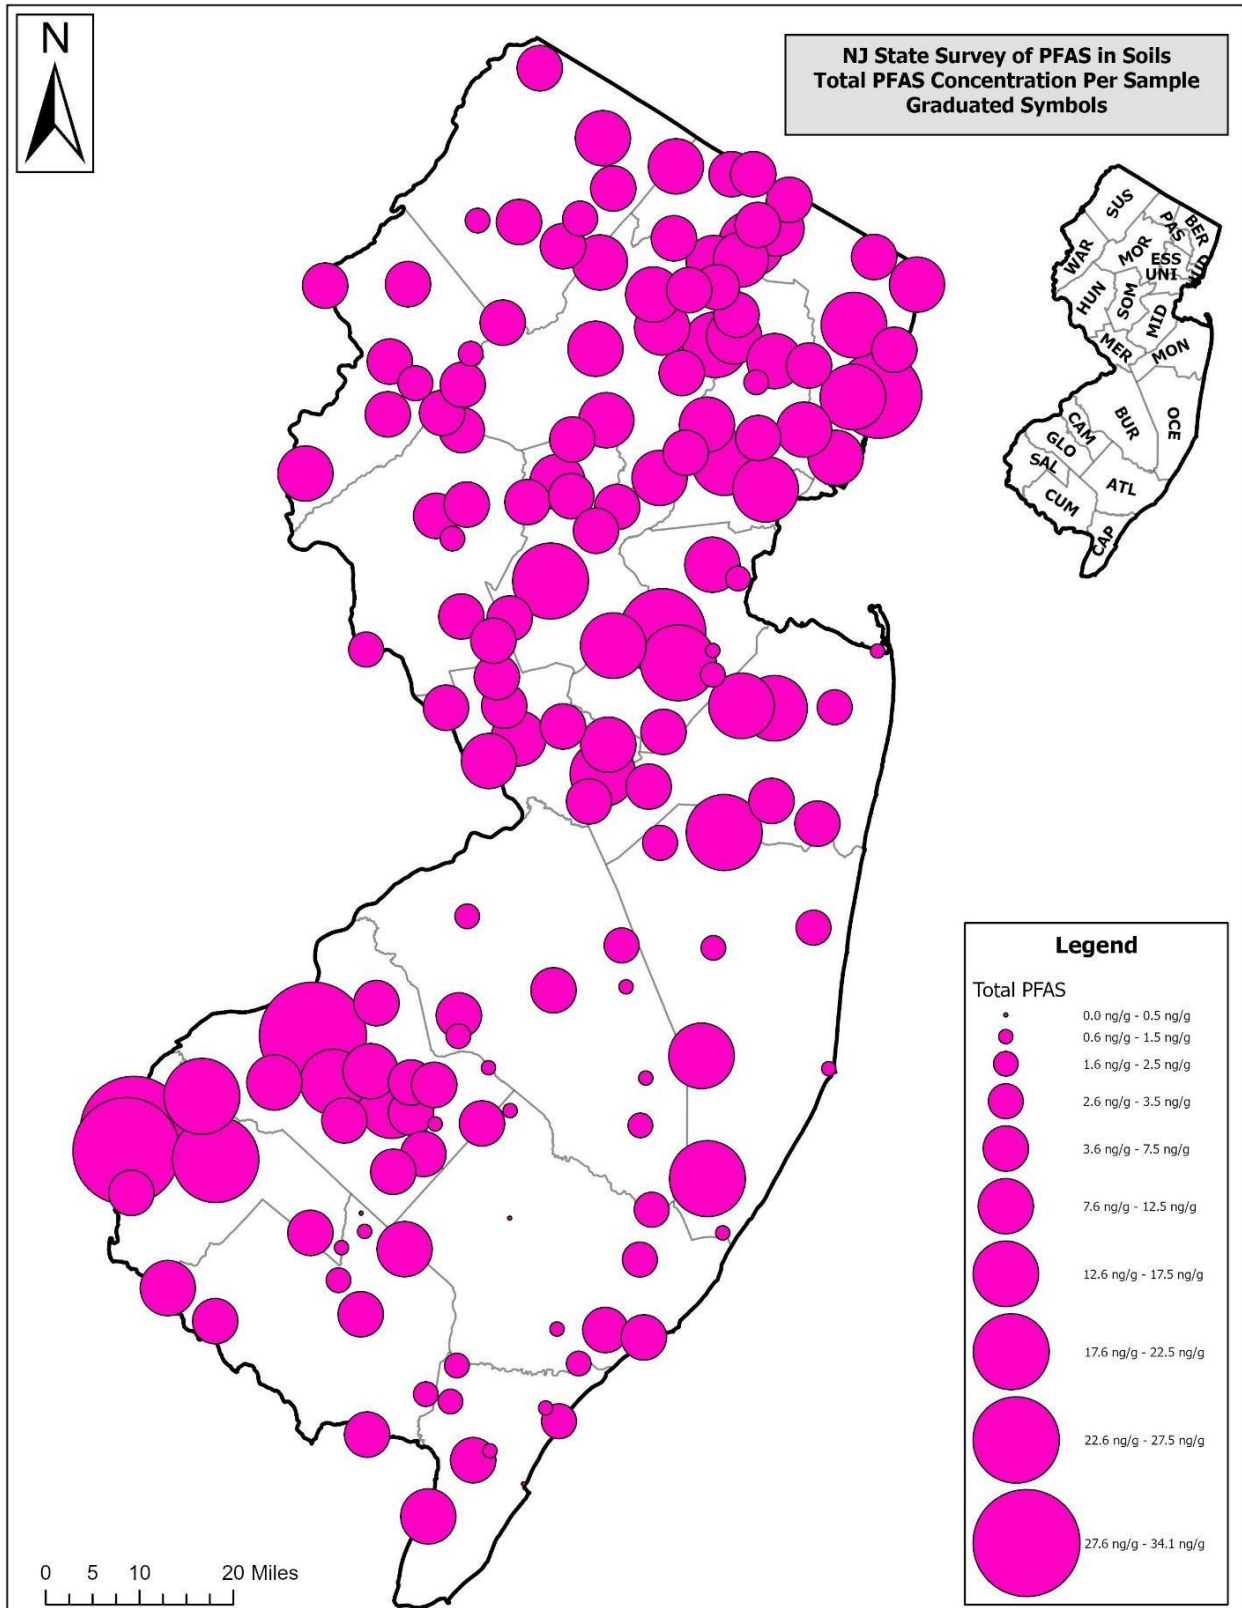 N
NJ State Survey of PFAS in Soils
Total PFAS Concentration Per Sample
Graduated Symbols
SUS
PAS
BER
WAR
MOR
ESS
UNI
HUD
HUN
SOM
MID
MER
MON
CAM
BUR
OCE
GLO
SAL
ATL
CUM
CAP
Legend
Total PFAS
0.0 ng/g - 0.5 ng/g
0.6 ng/g - 1.5 ng/g
1.6 ng/g - 2.5 ng/g
2.6 ng/g - 3.5 ng/g
3.6 ng/g - 7.5 ng/g
7.6 ng/g - 12.5 ng/g
12.6 ng/g - 17.5 ng/g
17.6 ng/g - 22.5 ng/g
22.6 ng/g - 27.5 ng/g
27.6 ng/g - 34.1 ng/g
0 5 10 20 Miles